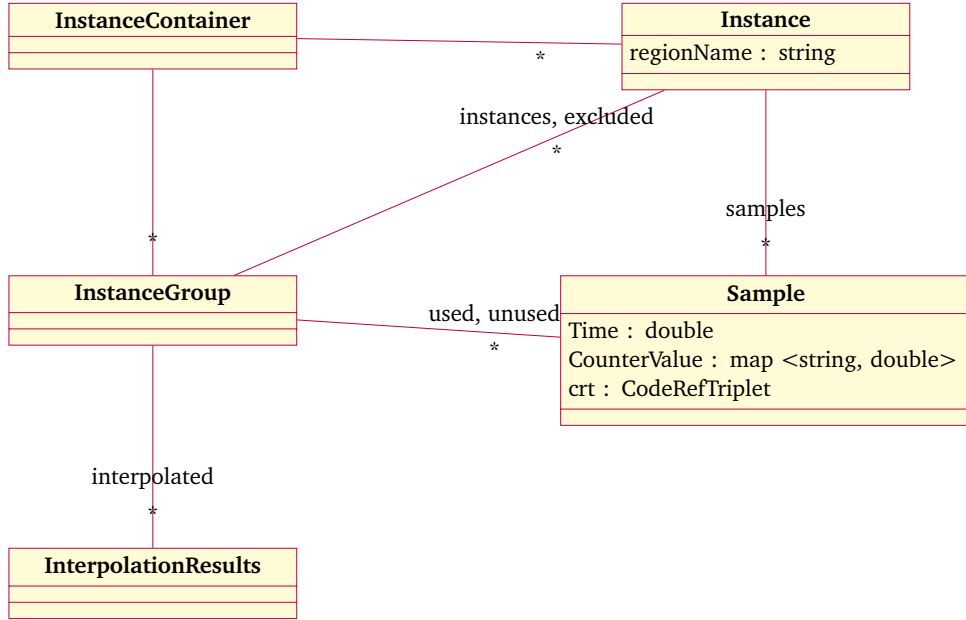 InstanceContainer
Instance
regionName : string
*
instances, excluded
*
samples
*
*
InstanceGroup
Sample
used, unused
*
Time : double
CounterValue : map <string, double>
crt : CodeRefTriplet
interpolated
*
InterpolationResults